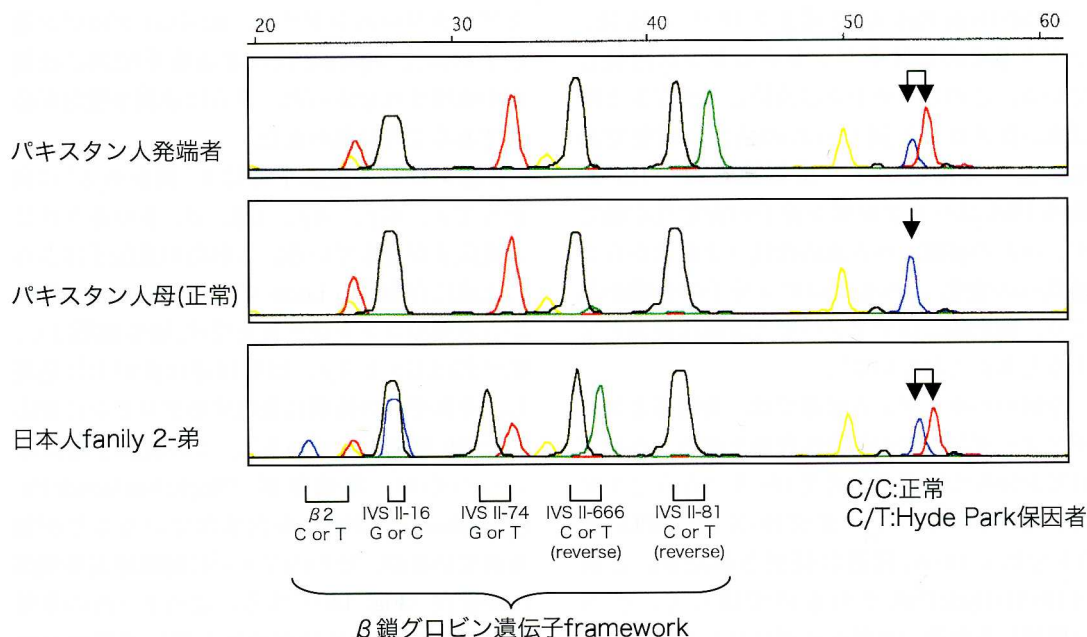 20 30 40 50 60
パキスタン人発端者
パキスタン人母(正常)
日本人fanily 2-弟
β2 IVS II-16 IVS II-74 IVS II-666 IVS II-81
C or T G or C G or T C or T C or T
(reverse) (reverse)
C/C:正常
C/T:Hyde Park保因者
β鎖グロビン遺伝子framework